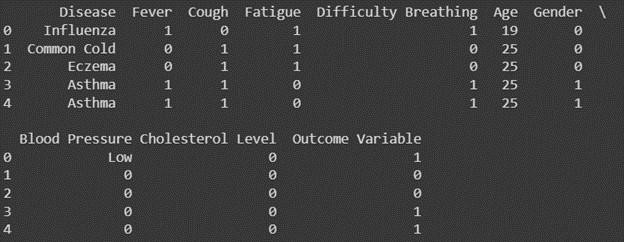 Disease Fever Cough Fatigue Difficulty Breathing Age Gender \
0 Influenza 1 0 1 1 19 0
1 Common Cold 0 1 1 0 25 0
2 Eczema 0 1 1 0 25 0
3 Asthma 1 1 0 1 25 1
4 Asthma 1 1 0 1 25 1
Blood Pressure Cholesterol Level Outcome Variable
0 Low 0 1
1 0 0 0
2 0 0 0
3 0 0 1
4 0 0 1